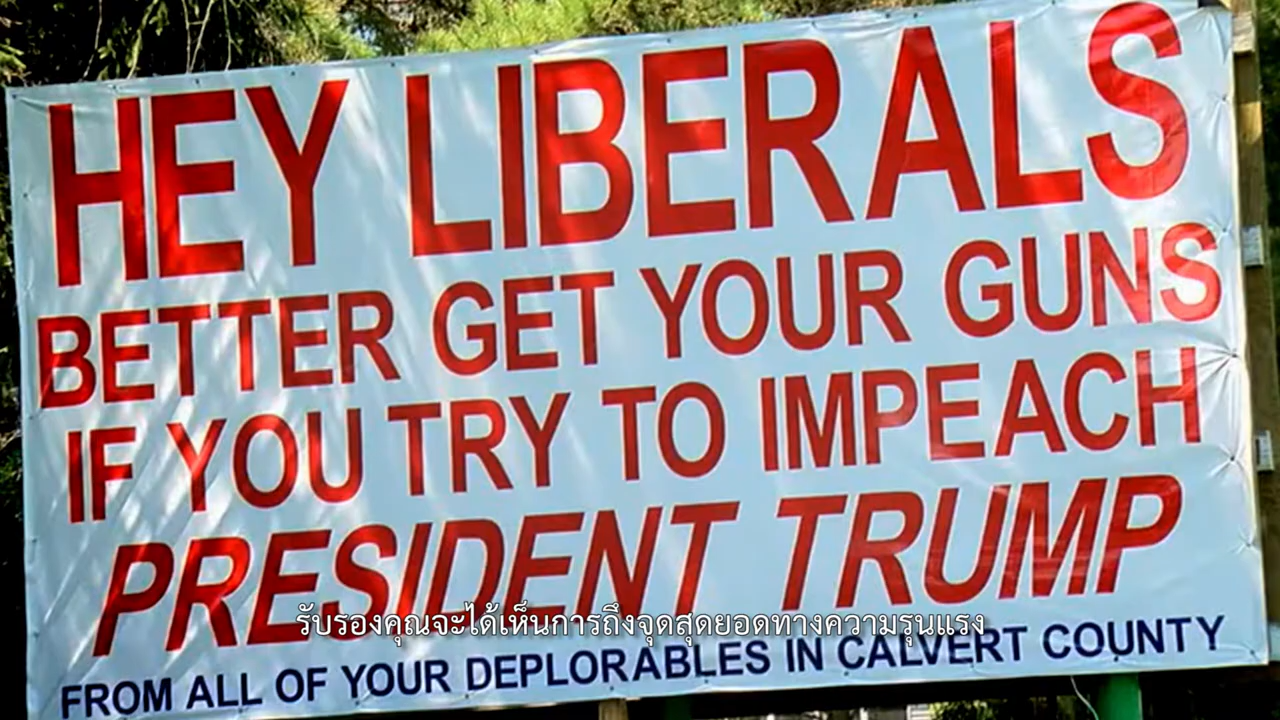 HEY LIBERALS
BETTER GET YOUR GUNS
IF YOU TRY TO IMPEACH
PRESIDENT TRUMP
รับรองคุณจะได้เห็นการถึงจุดสุดยอดทางความรุนแรง
FROM ALL OF YOUR DEPLORABLES IN CALVERT COUNTY